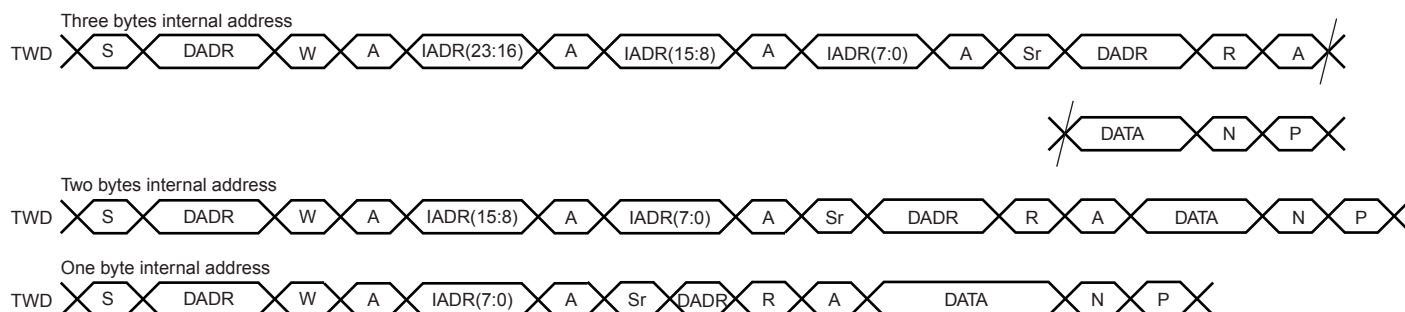 Three bytes internal address
TWD S DADR W A IADR(23:16) A IADR(15:8) A IADR(7:0) A Sr DADR R A
DATA N P
Two bytes internal address
TWD S DADR W A IADR(15:8) A IADR(7:0) A Sr DADR R A DATA N P
One byte internal address
TWD S DADR W A IADR(7:0) A Sr DADR R A DATA N P